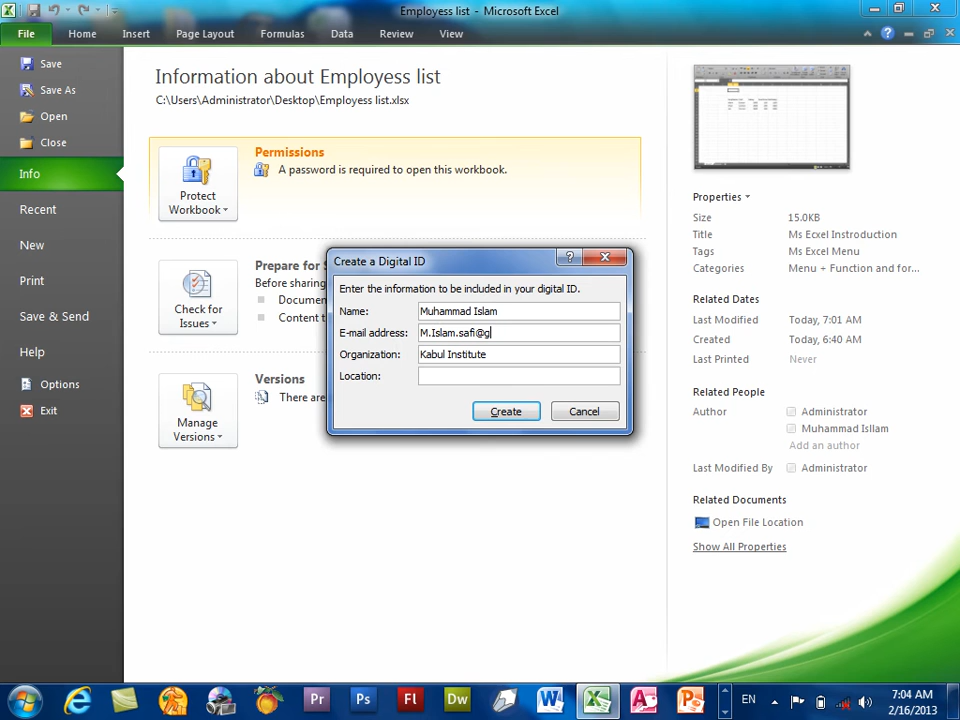 Employess list - Microsoft Excel
File Home Insert Page Layout Formulas Data Review View
Save
Save As
Open
Close
Info
Recent
New
Print
Save & Send
Help
Options
Exit
Information about Employess list
C:\Users\Administrator\Desktop\Employess list.xlsx
Protect
Workbook
Permissions
A password is required to open this workbook.
Check for
Issues
Prepare for S
Before sharing
Documen
Content t
Manage
Versions
Versions
There are
Create a Digital ID
Enter the information to be included in your digital ID.
Name: Muhammad Islam
E-mail address: M.Islam.safi@g
Organization: Kabul Institute
Location:
Create Cancel
Properties
Size 15.0KB
Title Ms Ecxel Instroduction
Tags Ms Excel Menu
Categories Menu + Function and for...
Related Dates
Last Modified Today, 7:01 AM
Created Today, 6:40 AM
Last Printed Never
Related People
Author Administrator
Muhammad Isllam
Add an author
Last Modified By Administrator
Related Documents
Open File Location
Show All Properties
Pr Ps Fl Dw
EN
7:04 AM
2/16/2013